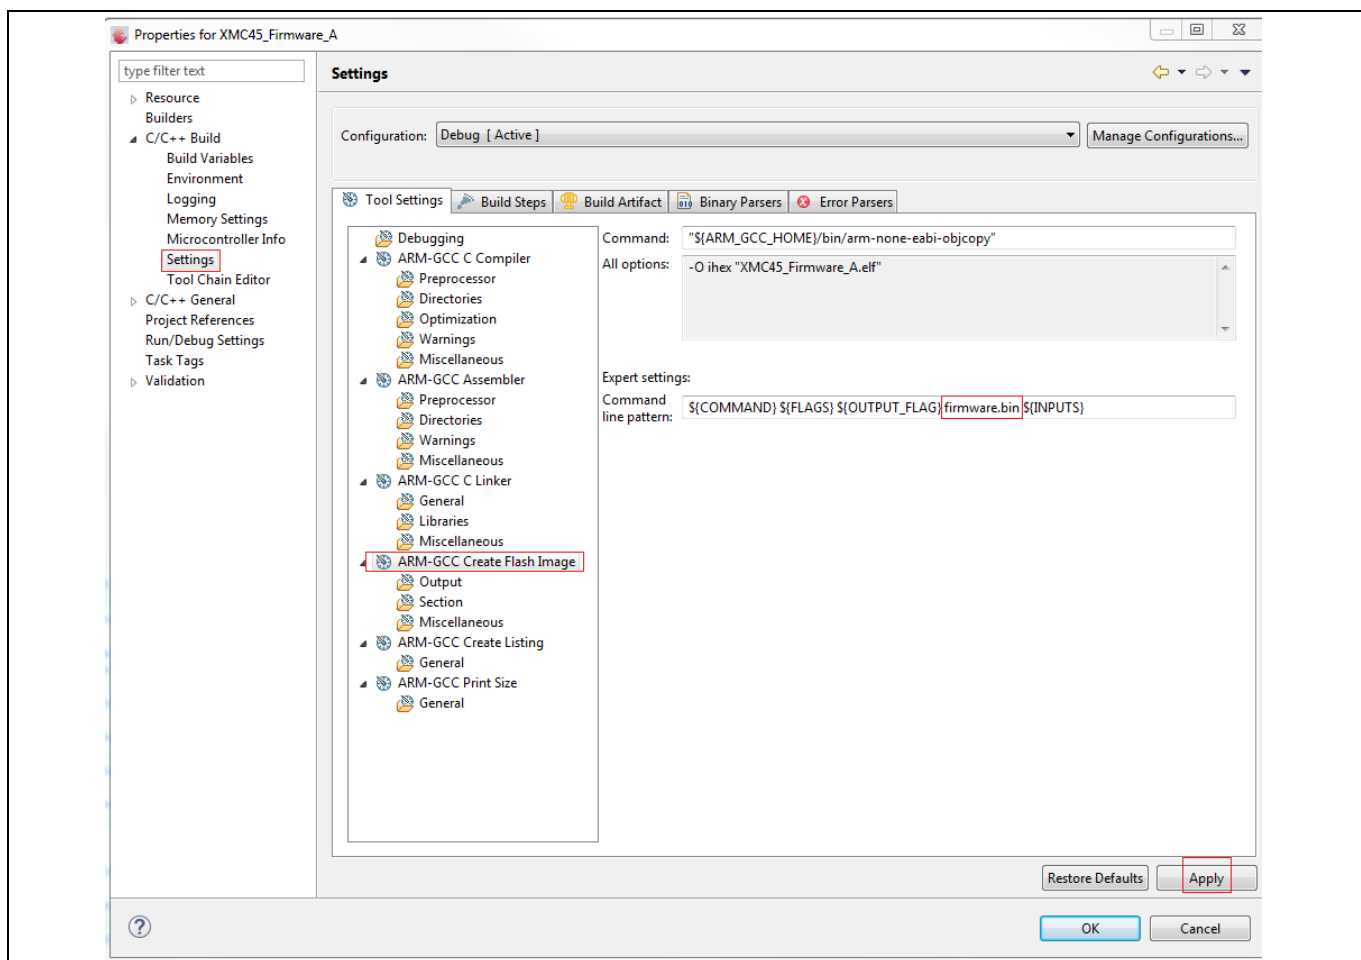 Properties for XMC45_Firmware_A
type filter text
Resource
Builders
C/C++ Build
Build Variables
Environment
Logging
Memory Settings
Microcontroller Info
Settings
Tool Chain Editor
C/C++ General
Project References
Run/Debug Settings
Task Tags
Validation
Settings
Configuration: Debug [ Active ] Manage Configurations...
Tool Settings Build Steps Build Artifact Binary Parsers Error Parsers
Debugging
ARM-GCC C Compiler
Preprocessor
Directories
Optimization
Warnings
Miscellaneous
ARM-GCC Assembler
Preprocessor
Directories
Warnings
Miscellaneous
ARM-GCC C Linker
General
Libraries
Miscellaneous
ARM-GCC Create Flash Image
Output
Section
Miscellaneous
ARM-GCC Create Listing
General
ARM-GCC Print Size
General
Command: "${ARM_GCC_HOME}/bin/arm-none-eabi-objcopy"
All options: -O ihex "XMC45_Firmware_A.elf"
Expert settings:
Command
line pattern: ${COMMAND} ${FLAGS} ${OUTPUT_FLAG}firmware.bin ${INPUTS}
Restore Defaults Apply
OK Cancel